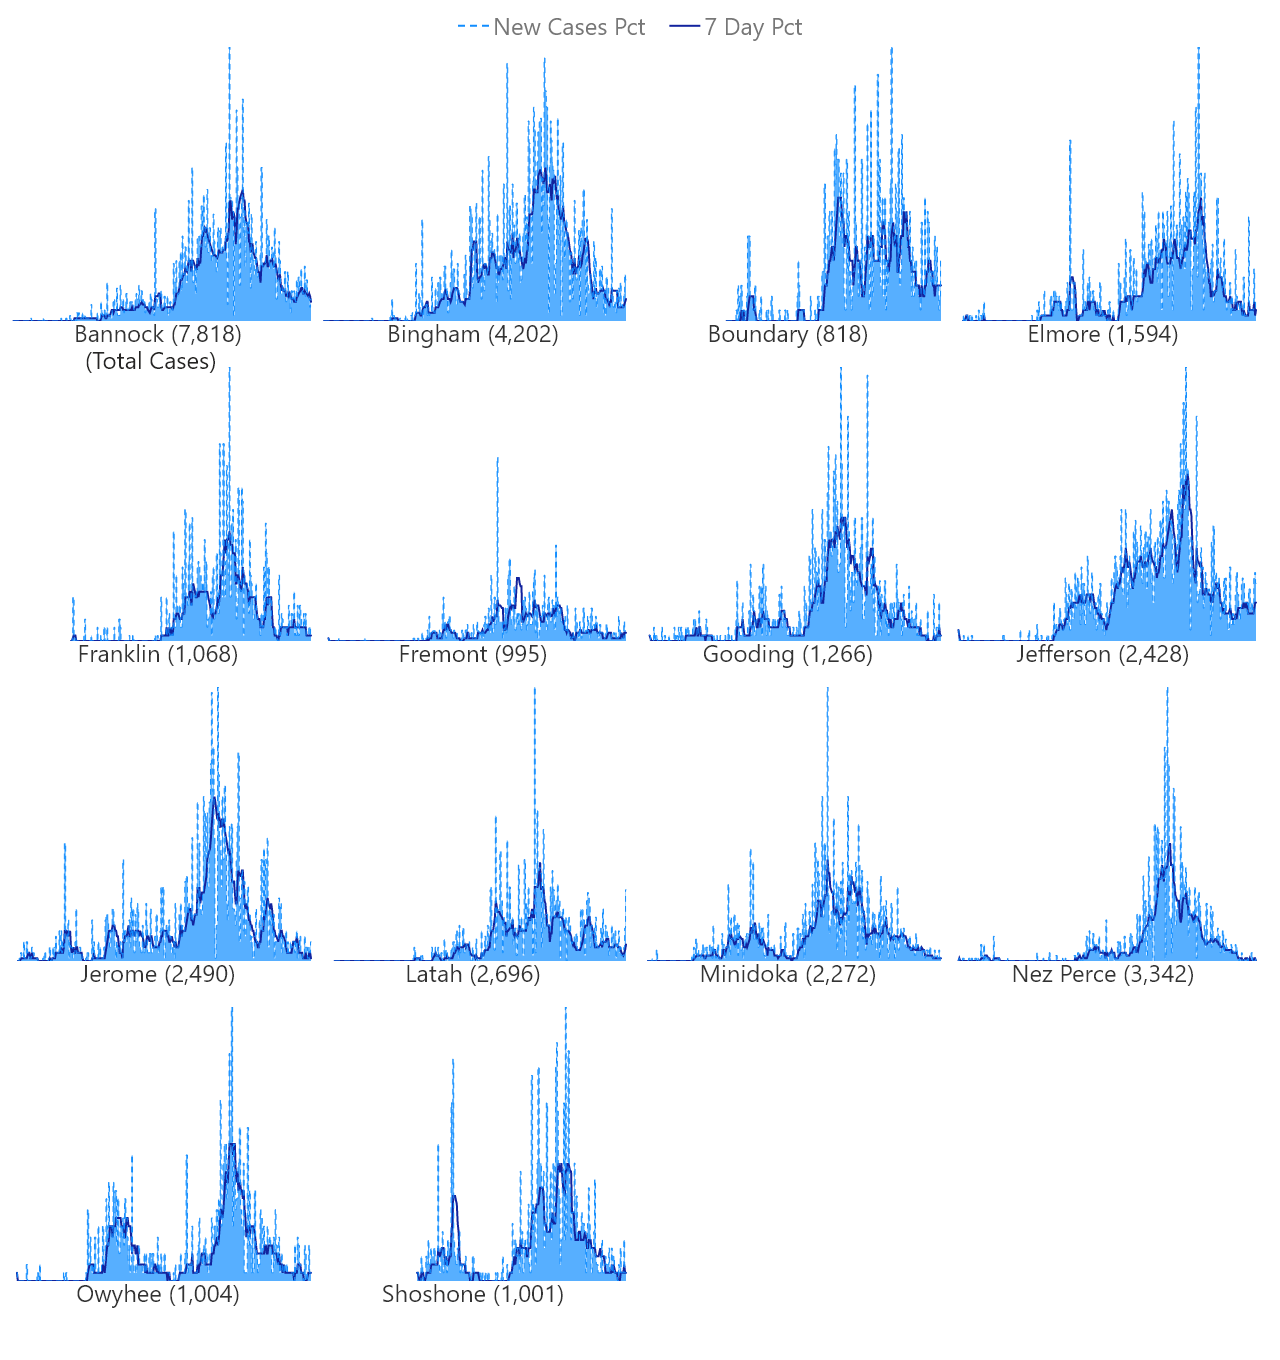 New Cases Pct 7 Day Pct
Bannock (7,818)
(Total Cases)
Bingham (4,202)
Boundary (818)
Elmore (1,594)
Franklin (1,068)
Fremont (995)
Gooding (1,266)
Jefferson (2,428)
Jerome (2,490)
Latah (2,696)
Minidoka (2,272)
Nez Perce (3,342)
Owyhee (1,004)
Shoshone (1,001)